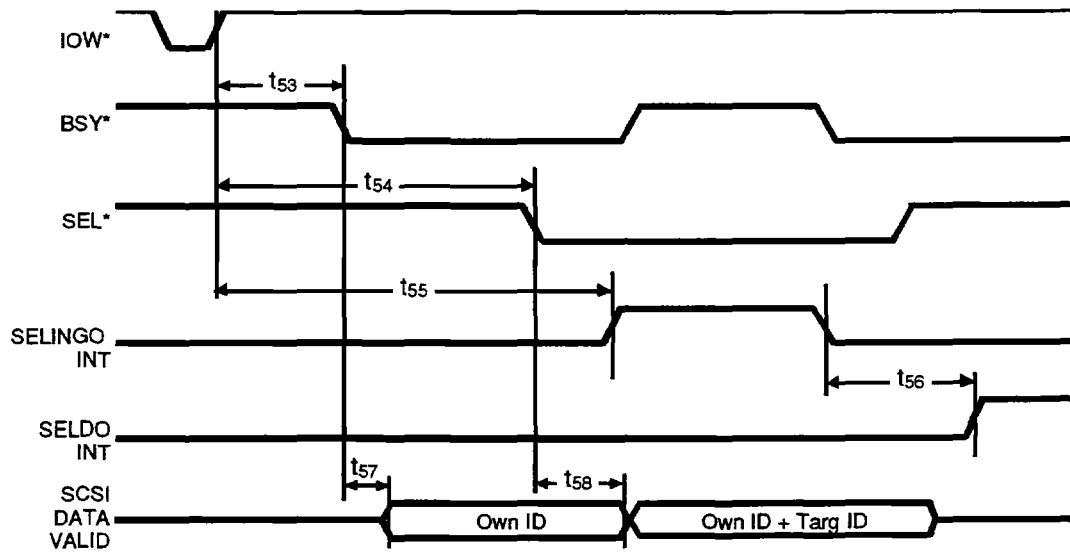 IOW*
t53
BSY*
t54
SEL*
t55
SELINGO
INT
t56
SELDO
INT
t57
t58
SCSI
DATA
VALID
Own ID
Own ID + Targ ID